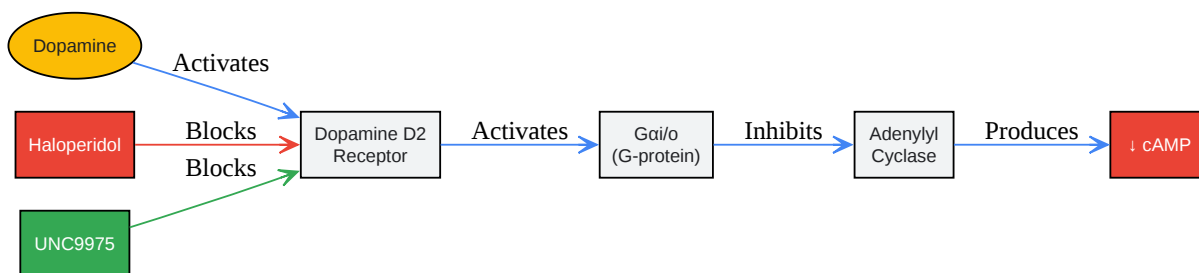 Dopamine
Activates
Haloperidol
Blocks
Dopamine D2
Receptor
Activates
Gαi/o
(G-protein)
Inhibits
Adenylyl
Cyclase
Produces
↓ cAMP
Blocks
UNC9975